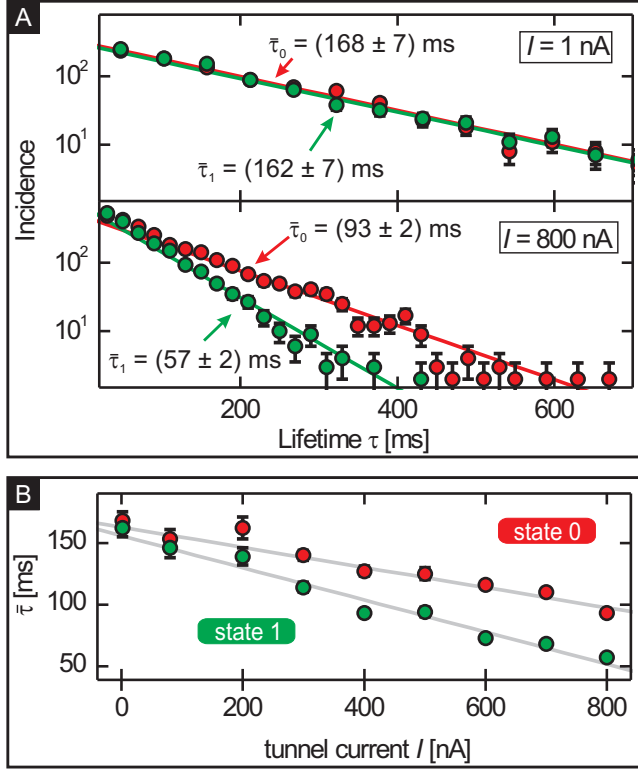 A
τ̄₀ = (168 ± 7) ms
I = 1 nA
10²
10¹
τ̄₁ = (162 ± 7) ms
Incidence
τ̄₀ = (93 ± 2) ms
I = 800 nA
10²
10¹
τ̄₁ = (57 ± 2) ms
200 400 600
Lifetime τ [ms]
B
150
state 0
τ̄ [ms]
100
state 1
50
0 200 400 600 800
tunnel current I [nA]